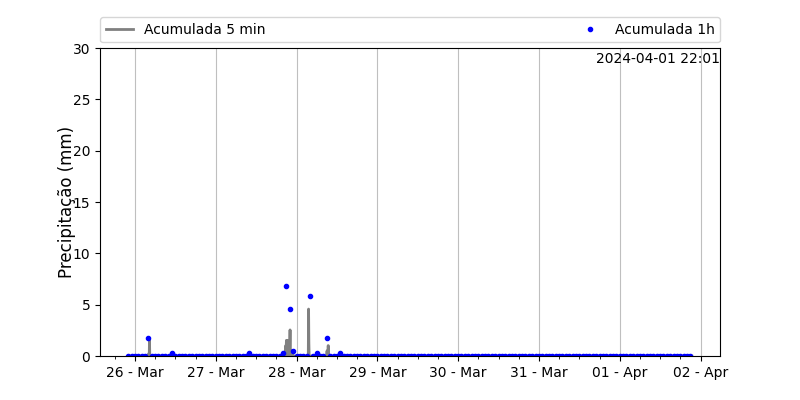 Acumulada 5 min
Acumulada 1h
2024-04-01 22:01
Precipitação (mm)
30
25
20
15
10
5
0
26 - Mar
27 - Mar
28 - Mar
29 - Mar
30 - Mar
31 - Mar
01 - Apr
02 - Apr